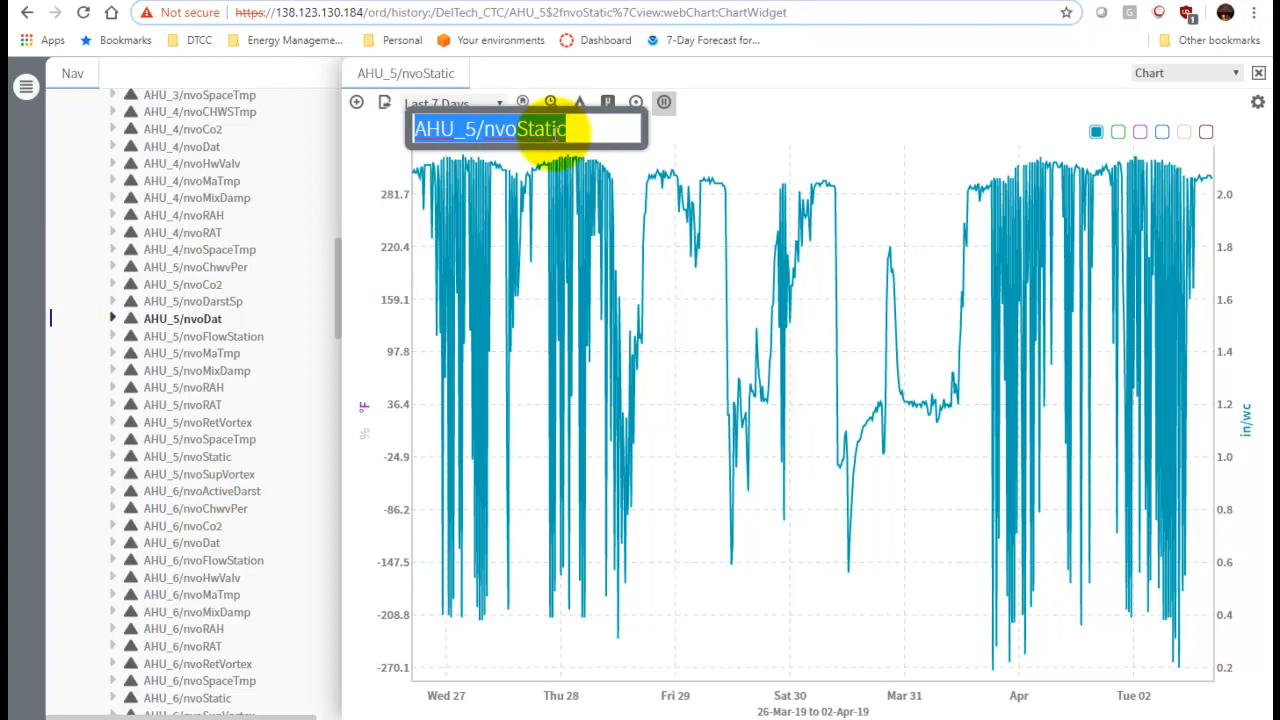 Not secure https://138.123.130.184/ord/history:/DelTech_CTC/AHU_5$2fnvoStatic%7Cview:webChart:ChartWidget
Apps Bookmarks DTCC Energy Manageme... Personal Your environments Dashboard 7-Day Forecast for... Other bookmarks
Nav
AHU_5/nvoStatic
Chart
Last 7 Days
AHU_5/nvoStatic
AHU_3/nvoSpaceTmp
AHU_4/nvoCHWSTmp
AHU_4/nvoCo2
AHU_4/nvoDat
AHU_4/nvoHwValv
AHU_4/nvoMaTmp
AHU_4/nvoMixDamp
AHU_4/nvoRAH
AHU_4/nvoRAT
AHU_4/nvoSpaceTmp
AHU_5/nvoChwvPer
AHU_5/nvoCo2
AHU_5/nvoDarstSp
AHU_5/nvoDat
AHU_5/nvoFlowStation
AHU_5/nvoMaTmp
AHU_5/nvoMixDamp
AHU_5/nvoRAH
AHU_5/nvoRAT
AHU_5/nvoRetVortex
AHU_5/nvoSpaceTmp
AHU_5/nvoStatic
AHU_5/nvoSupVortex
AHU_6/nvoActiveDarst
AHU_6/nvoChwvPer
AHU_6/nvoCo2
AHU_6/nvoDat
AHU_6/nvoFlowStation
AHU_6/nvoHwValv
AHU_6/nvoMaTmp
AHU_6/nvoMixDamp
AHU_6/nvoRAH
AHU_6/nvoRAT
AHU_6/nvoRetVortex
AHU_6/nvoSpaceTmp
AHU_6/nvoStatic
281.7
220.4
159.1
97.8
36.4
-24.9
-86.2
-147.5
-208.8
-270.1
°F
%
2.0
1.8
1.6
1.4
1.2
1.0
0.8
0.6
0.4
0.2
in/wc
Wed 27 Thu 28 Fri 29 Sat 30 Mar 31 Apr Tue 02
26-Mar-19 to 02-Apr-19